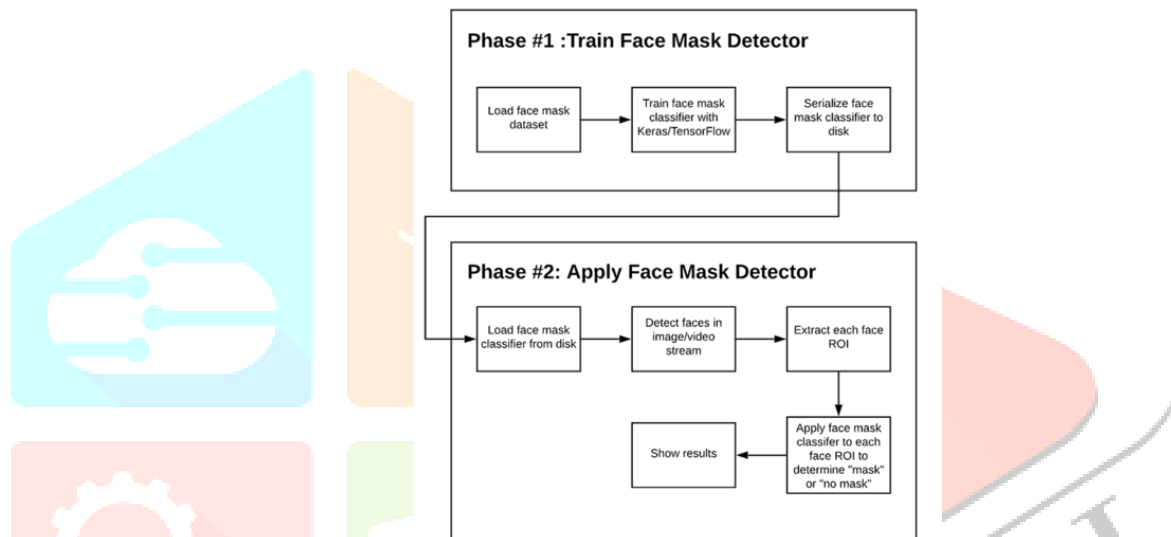 Phase #1 :Train Face Mask Detector
Load face mask
dataset
Train face mask
classifier with
Keras/TensorFlow
Serialize face
mask classifier to
disk
Phase #2: Apply Face Mask Detector
Load face mask
classifier from disk
Detect faces in
image/video
stream
Extract each face
ROI
Apply face mask
classifer to each
face ROI to
determine "mask"
or "no mask"
Show results